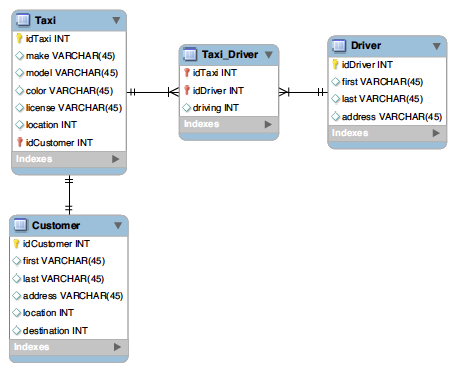 Taxi
idTaxi INT
make VARCHAR(45)
model VARCHAR(45)
color VARCHAR(45)
license VARCHAR(45)
location INT
idCustomer INT
Indexes
Taxi_Driver
idTaxi INT
idDriver INT
driving INT
Indexes
Driver
idDriver INT
first VARCHAR(45)
last VARCHAR(45)
address VARCHAR(45)
Indexes
Customer
idCustomer INT
first VARCHAR(45)
last VARCHAR(45)
address VARCHAR(45)
location INT
destination INT
Indexes